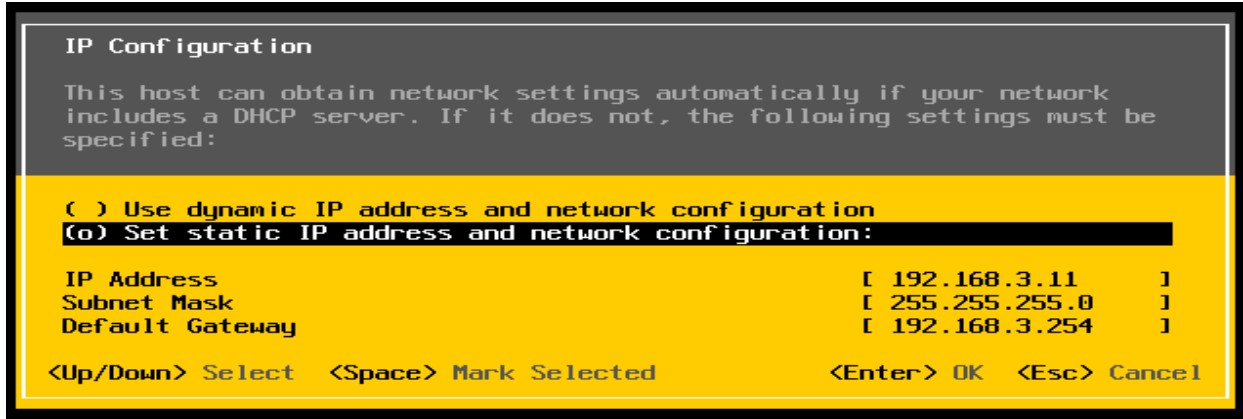 IP Configuration
This host can obtain network settings automatically if your network
includes a DHCP server. If it does not, the following settings must be
specified:
( ) Use dynamic IP address and network configuration
(o) Set static IP address and network configuration:
IP Address [ 192.168.3.11 ]
Subnet Mask [ 255.255.255.0 ]
Default Gateway [ 192.168.3.254 ]
<Up/Down> Select <Space> Mark Selected <Enter> OK <Esc> Cancel